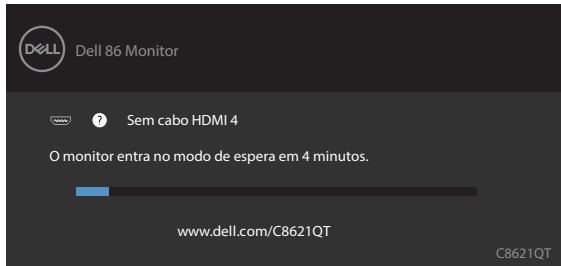 DELL
Dell 86 Monitor
? Sem cabo HDMI 4
O monitor entra no modo de espera em 4 minutos.
www.dell.com/C8621QT
C8621QT